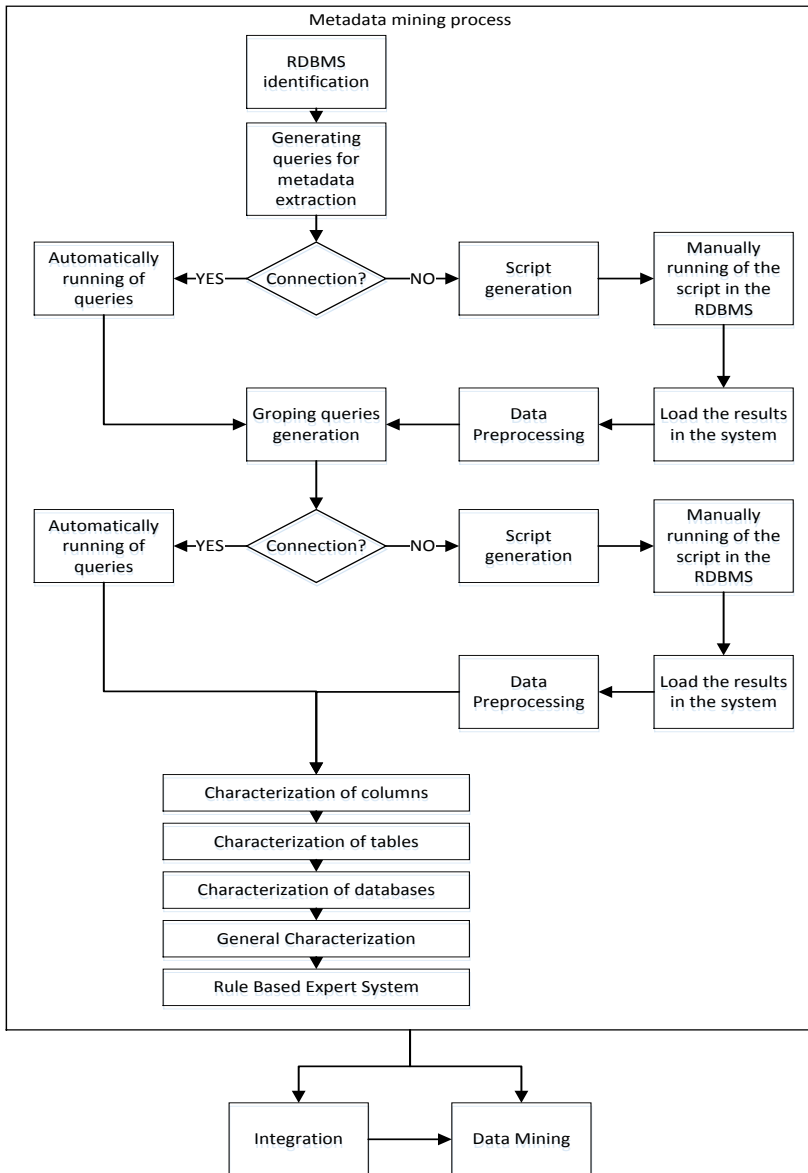 Metadata mining process
RDBMS
identification
Generating
queries for
metadata
extraction
Automatically
running of
queries
YES
Connection?
NO
Script
generation
Manually
running of the
script in the
RDBMS
Groping queries
generation
Data
Preprocessing
Load the results
in the system
Automatically
running of
queries
YES
Connection?
NO
Script
generation
Manually
running of the
script in the
RDBMS
Data
Preprocessing
Load the results
in the system
Characterization of columns
Characterization of tables
Characterization of databases
General Characterization
Rule Based Expert System
Integration
Data Mining